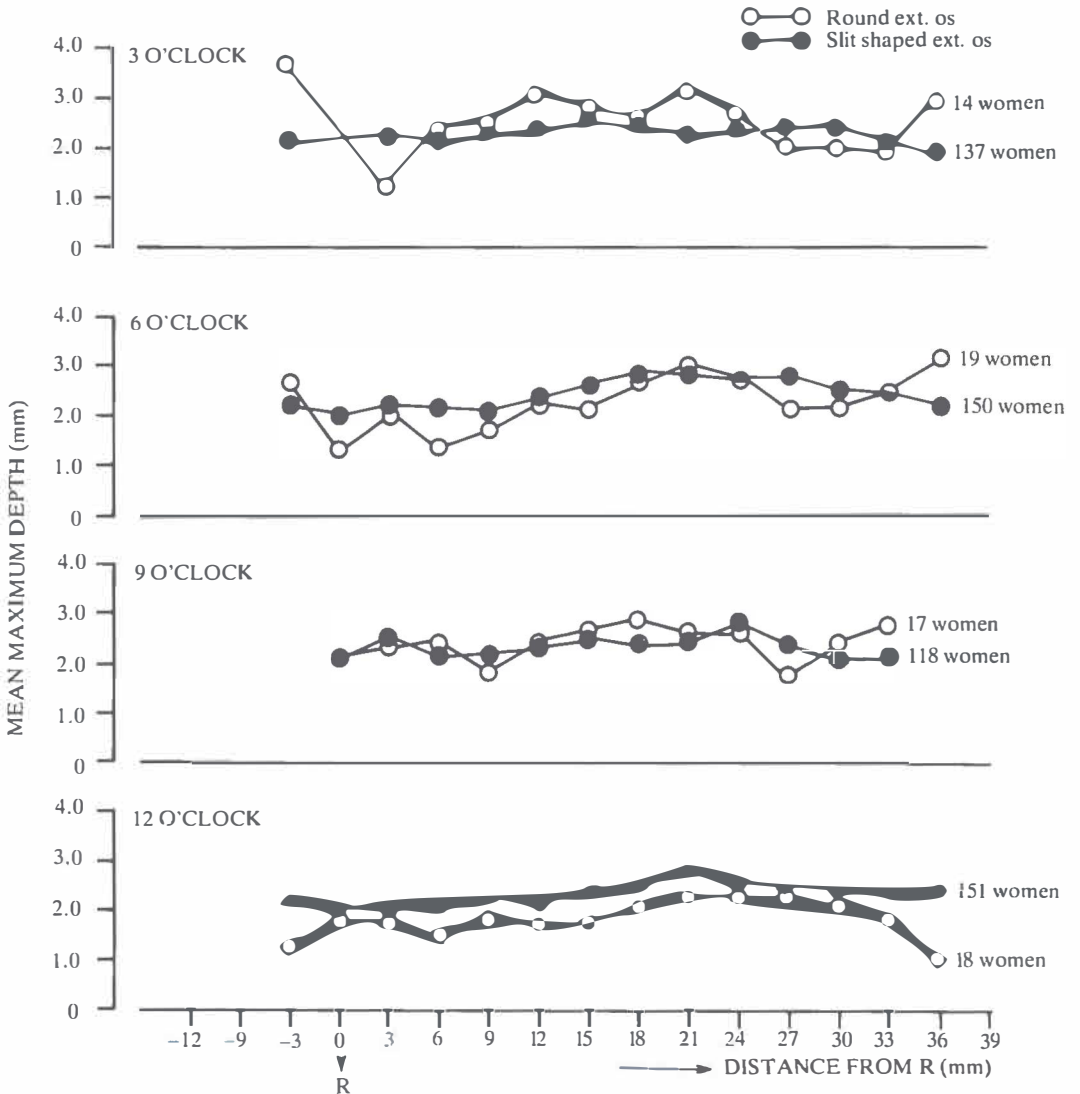 Round ext. os
Slit shaped ext. os
3 O'CLOCK
4.0
3.0
2.0
1.0
0
14 women
137 women
6 O'CLOCK
4.0
3.0
2.0
1.0
0
19 women
150 women
9 O'CLOCK
4.0
3.0
2.0
1.0
0
17 women
118 women
12 O'CLOCK
4.0
3.0
2.0
1.0
0
151 women
18 women
MEAN MAXIMUM DEPTH (mm)
-12 -9 -3 0 3 6 9 12 15 18 21 24 27 30 33 36 39
R
DISTANCE FROM R (mm)